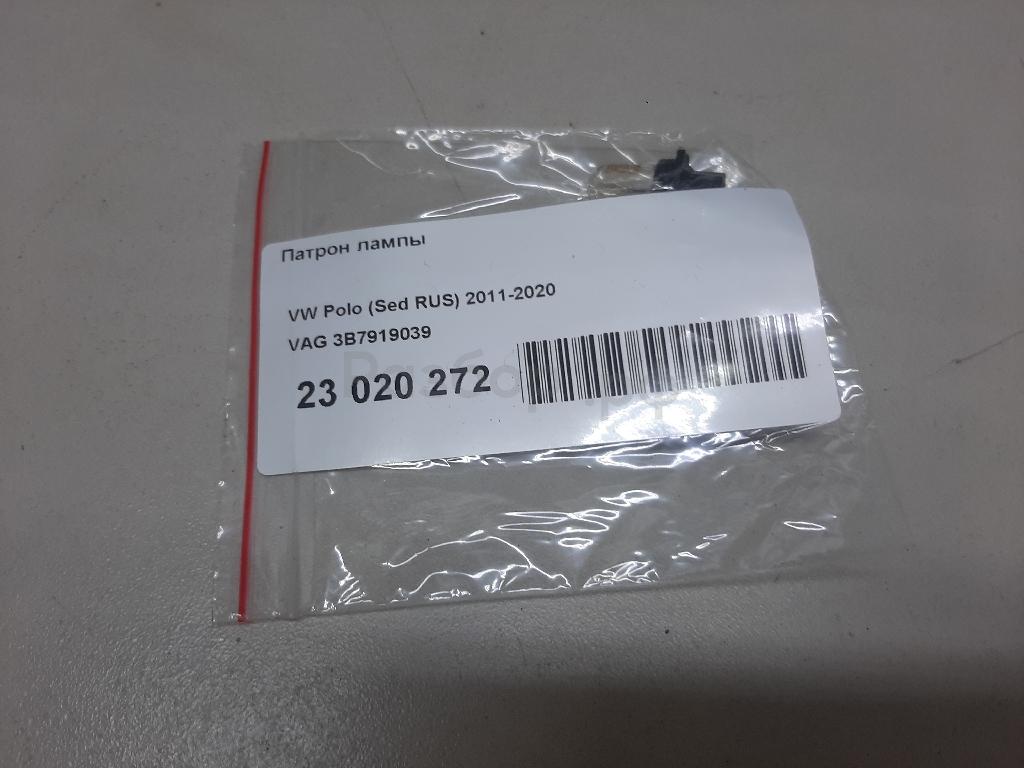 Патрон лампы
VW Polo (Sed RUS) 2011-2020
VAG 3B7919039
23 020 272